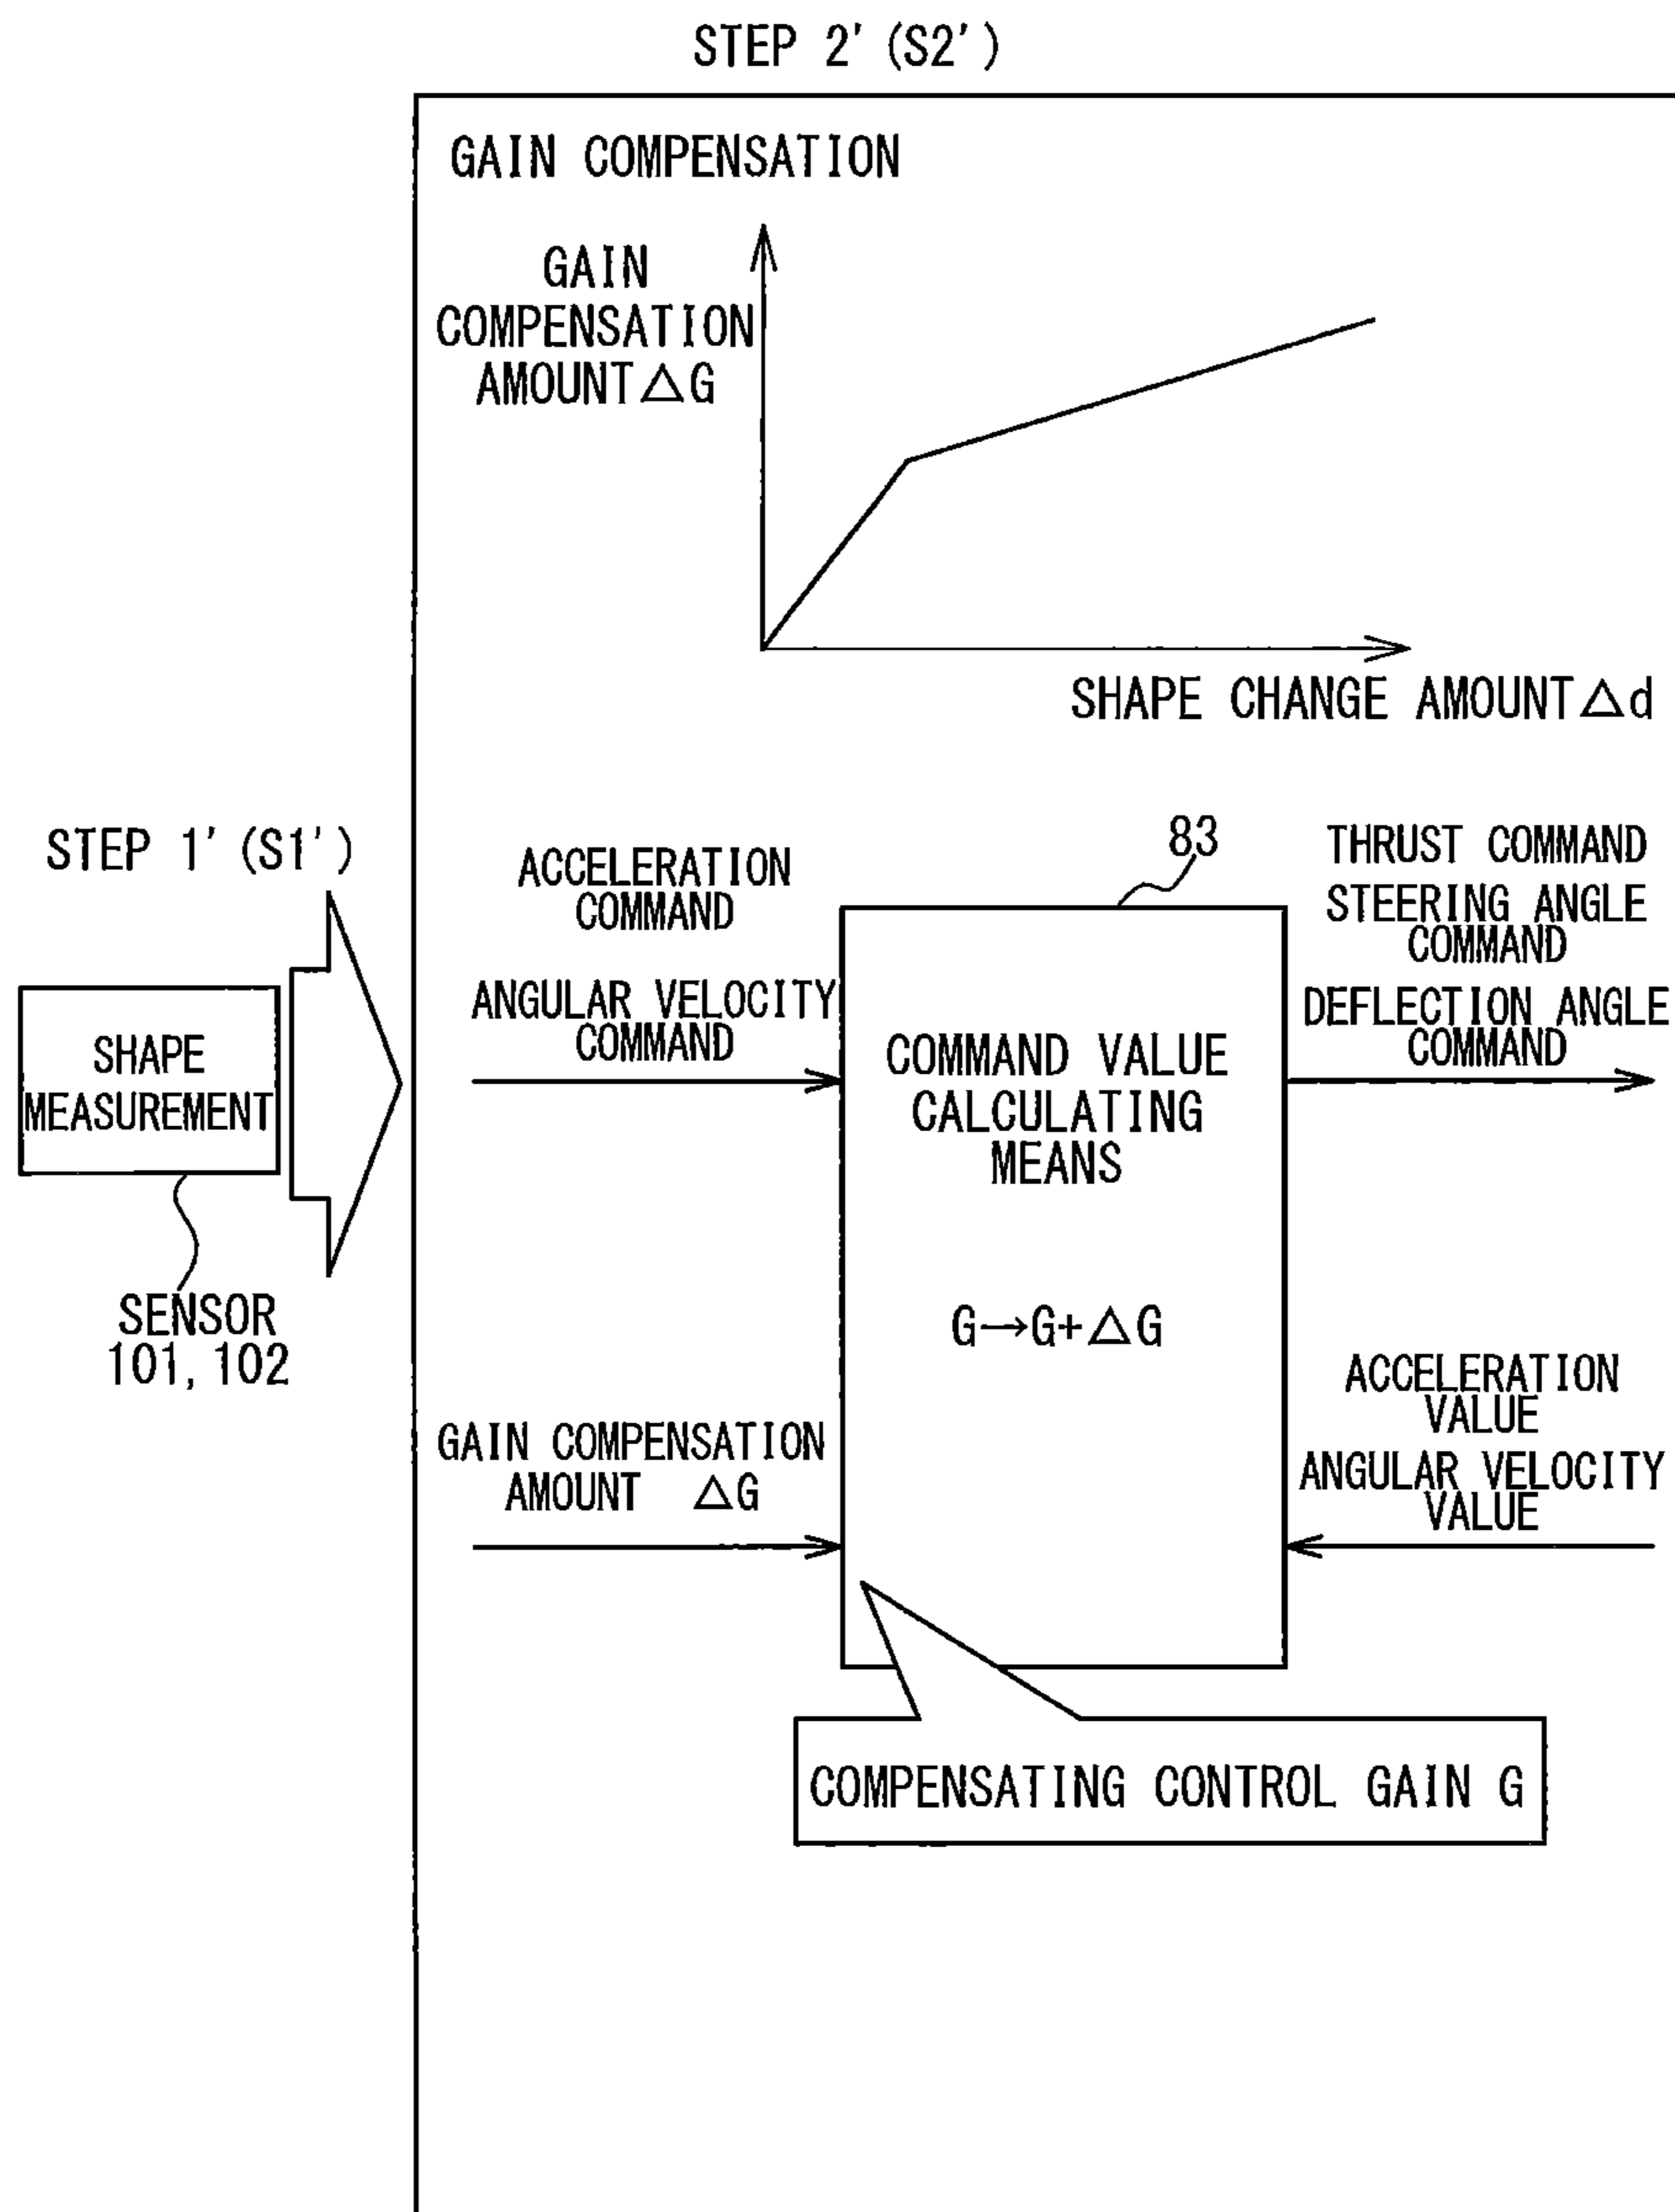 STEP 2' (S2')
GAIN COMPENSATION
GAIN
COMPENSATION
AMOUNT△G
SHAPE CHANGE AMOUNT△d
STEP 1' (S1')
SHAPE
MEASUREMENT
SENSOR
101, 102
ACCELERATION
COMMAND
ANGULAR VELOCITY
COMMAND
83
COMMAND VALUE
CALCULATING
MEANS
G→G+△G
THRUST COMMAND
STEERING ANGLE
COMMAND
DEFLECTION ANGLE
COMMAND
GAIN COMPENSATION
AMOUNT △G
ACCELERATION
VALUE
ANGULAR VELOCITY
VALUE
COMPENSATING CONTROL GAIN G